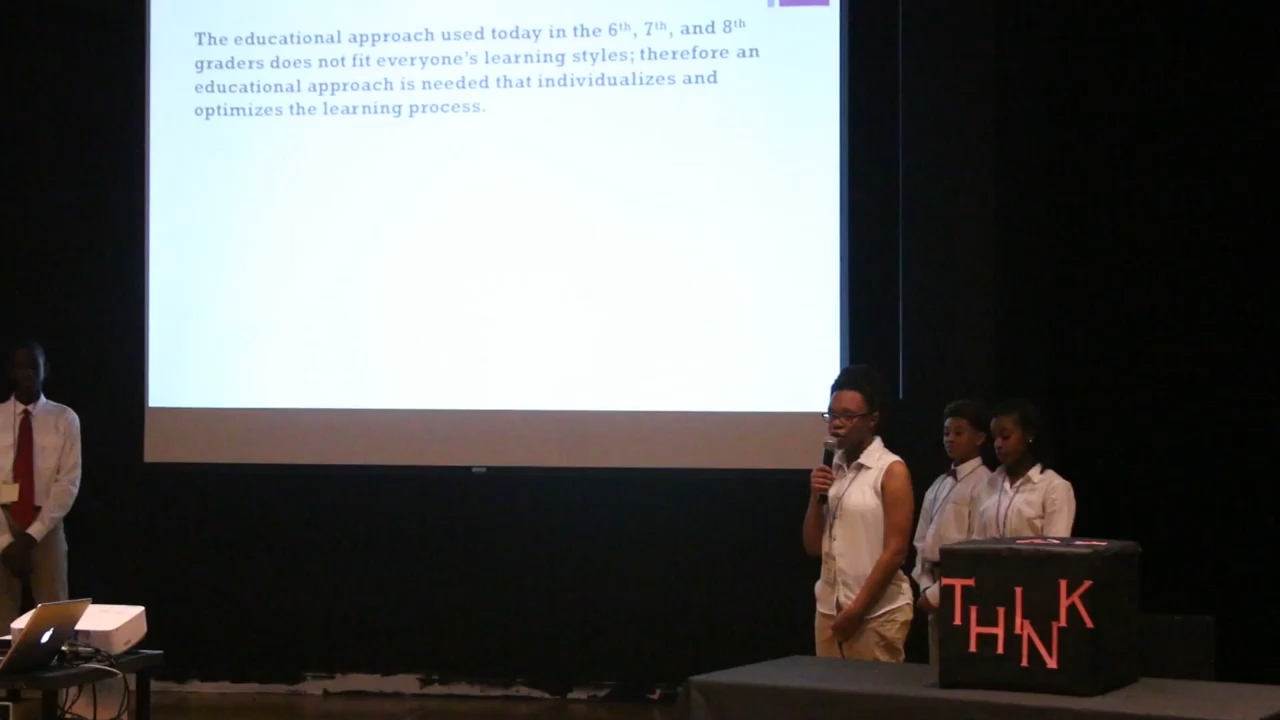 The educational approach used today in the 6th, 7th, and 8th
graders does not fit everyone's learning styles; therefore an
educational approach is needed that individualizes and
optimizes the learning process.
THINK